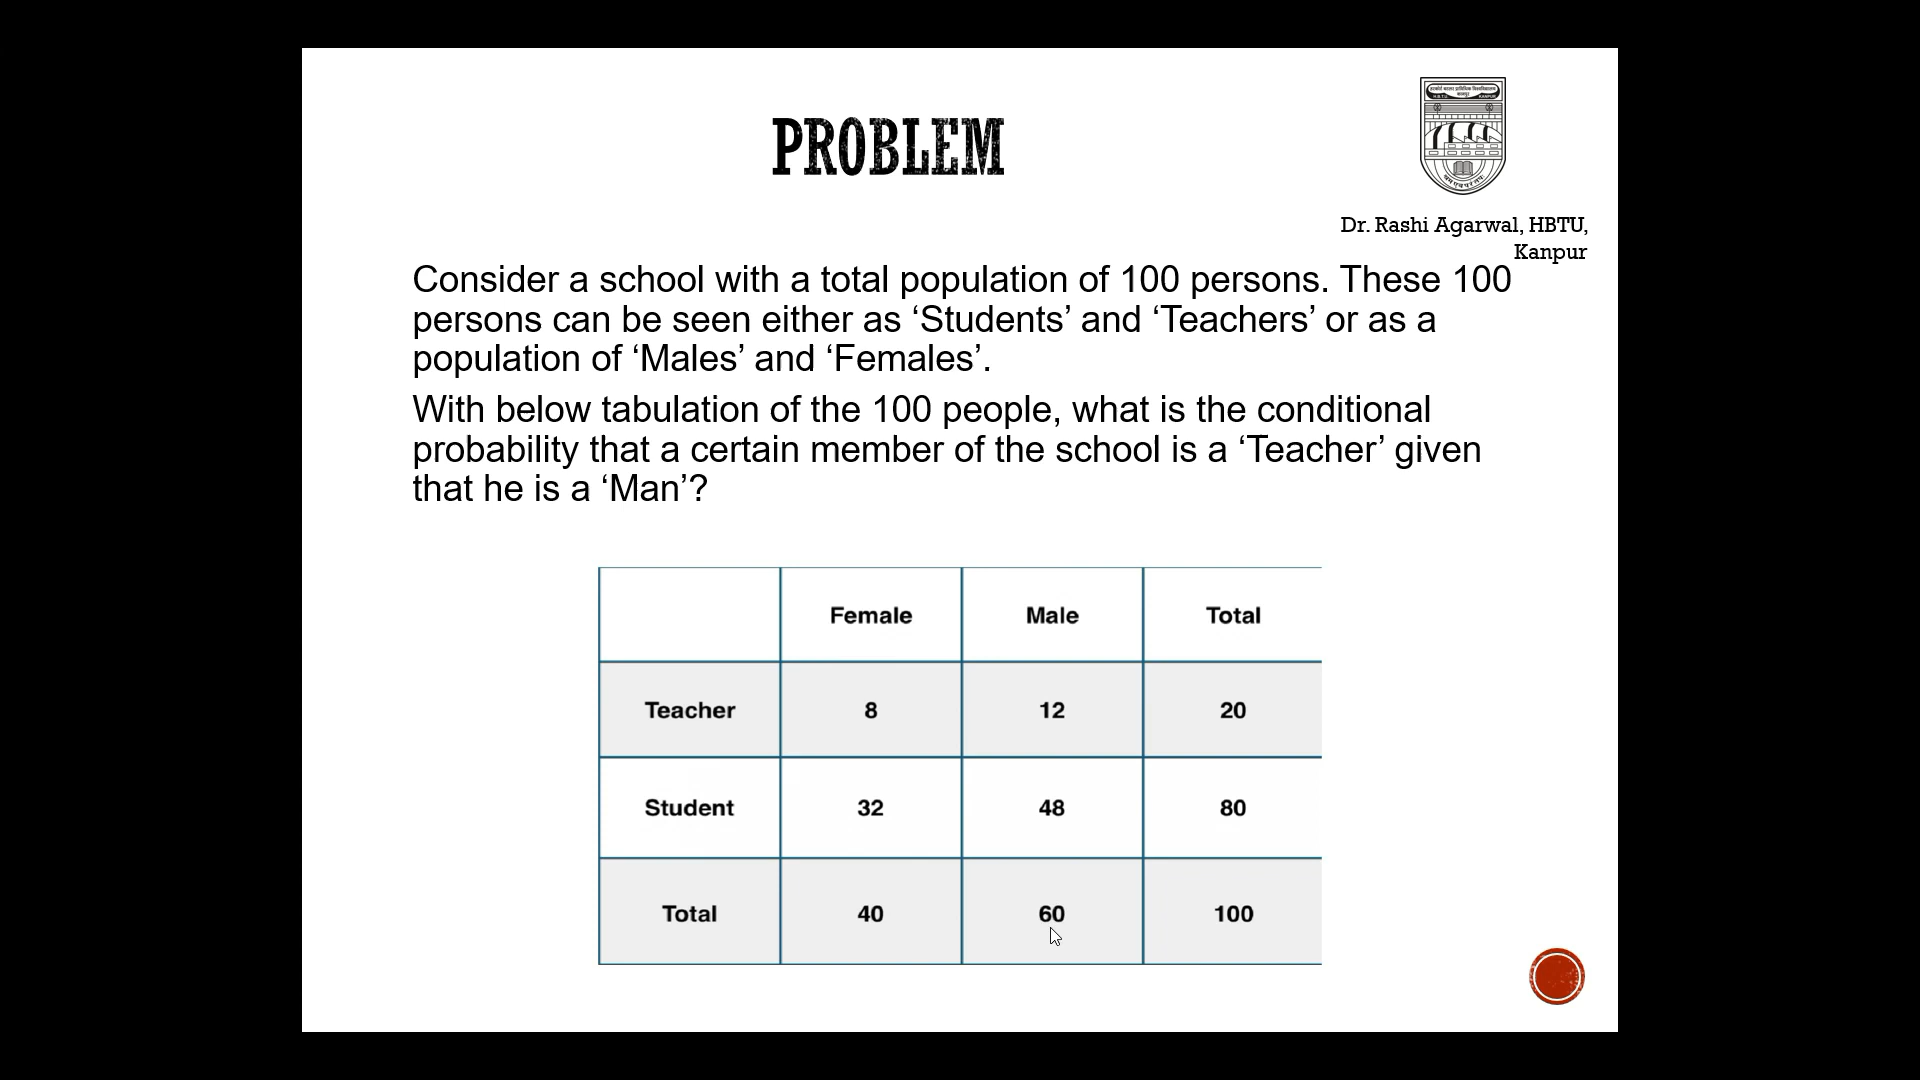 PROBLEM
Dr. Rashi Agarwal, HBTU,
Kanpur
Consider a school with a total population of 100 persons. These 100
persons can be seen either as ‘Students’ and ‘Teachers’ or as a
population of ‘Males’ and ‘Females’.
With below tabulation of the 100 people, what is the conditional
probability that a certain member of the school is a ‘Teacher’ given
that he is a ‘Man’?
Female Male Total
Teacher 8 12 20
Student 32 48 80
Total 40 60 100